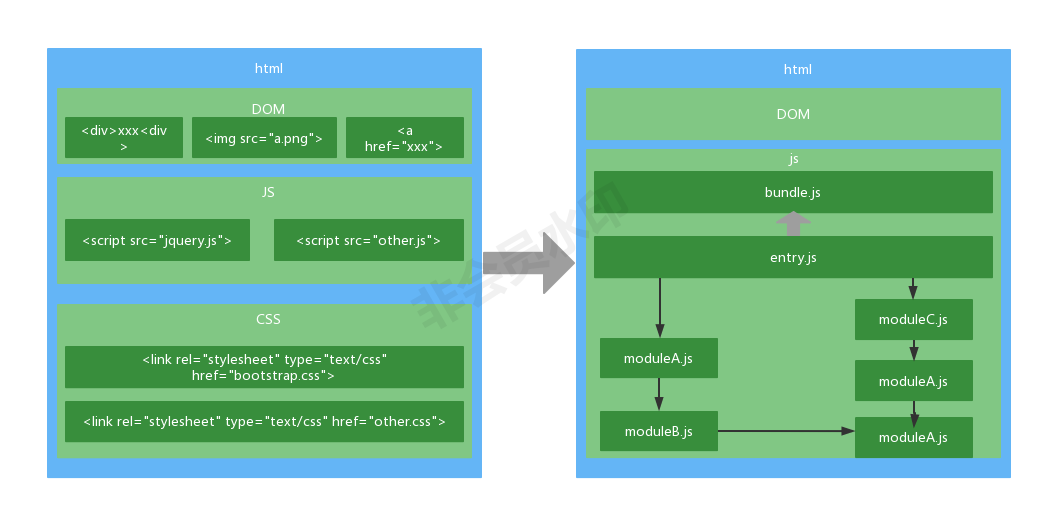 html
DOM
<div>xxx<div
>
<img src="a.png">
<a
href="xxx">
JS
<script src="jquery.js">
<script src="other.js">
CSS
<link rel="stylesheet" type="text/css"
href="bootstrap.css">
<link rel="stylesheet" type="text/css" href="other.css">
非会员水印
html
DOM
js
bundle.js
entry.js
moduleA.js
moduleB.js
moduleC.js
moduleA.js
moduleA.js